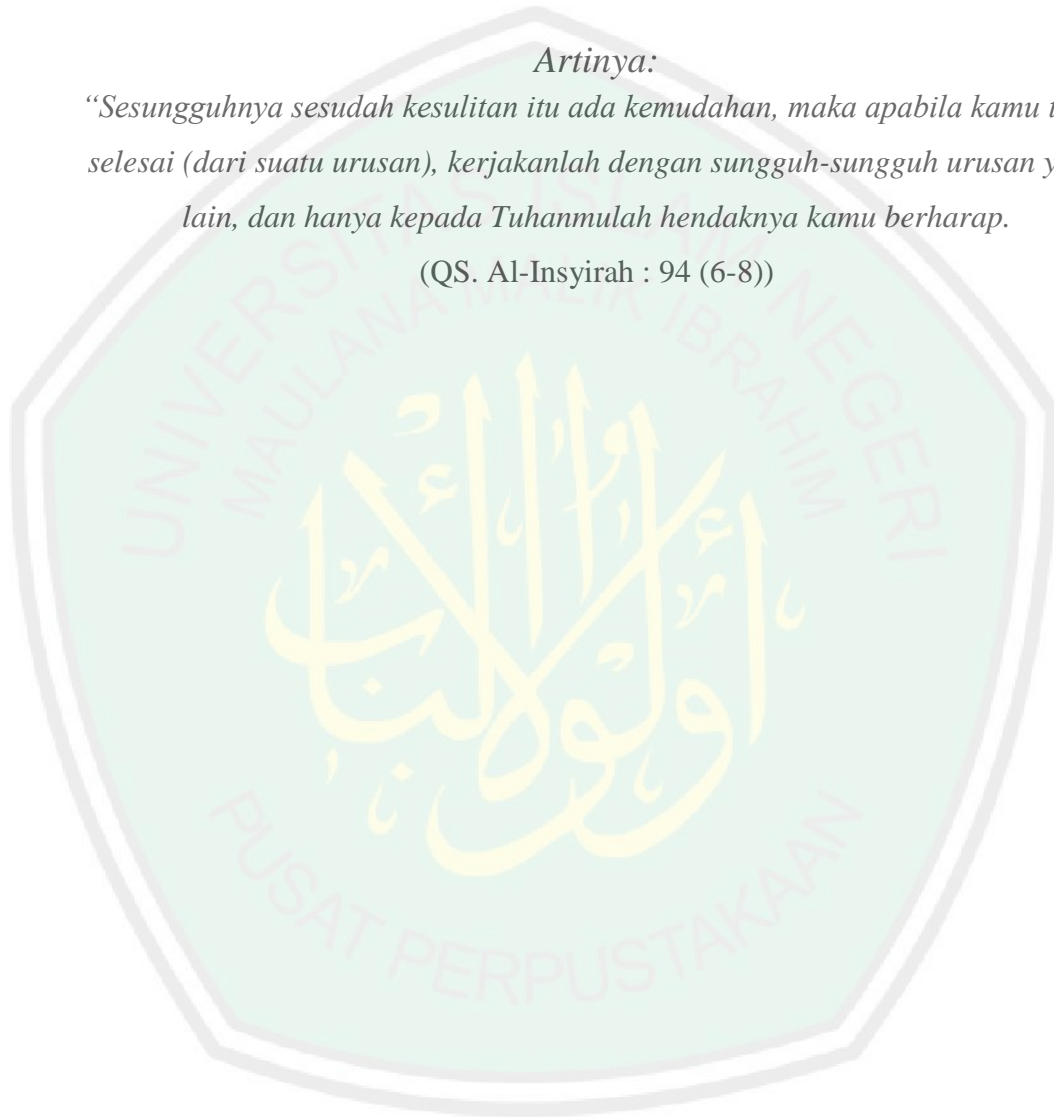 Artinya:
“Sesungguhnya sesudah kesulitan itu ada kemudahan, maka apabila kamu
selesai (dari suatu urusan), kerjakanlah dengan sungguh-sungguh urusan
lain, dan hanya kepada Tuhanmulah hendaknya kamu berharap.
(QS. Al-Insyirah : 94 (6-8))
UNIVERSITAS ISLAM NEGERI
MAULANA MALIK IBRAHIM
أولوا الألباب
PUSAT PERPUSTAKAAN